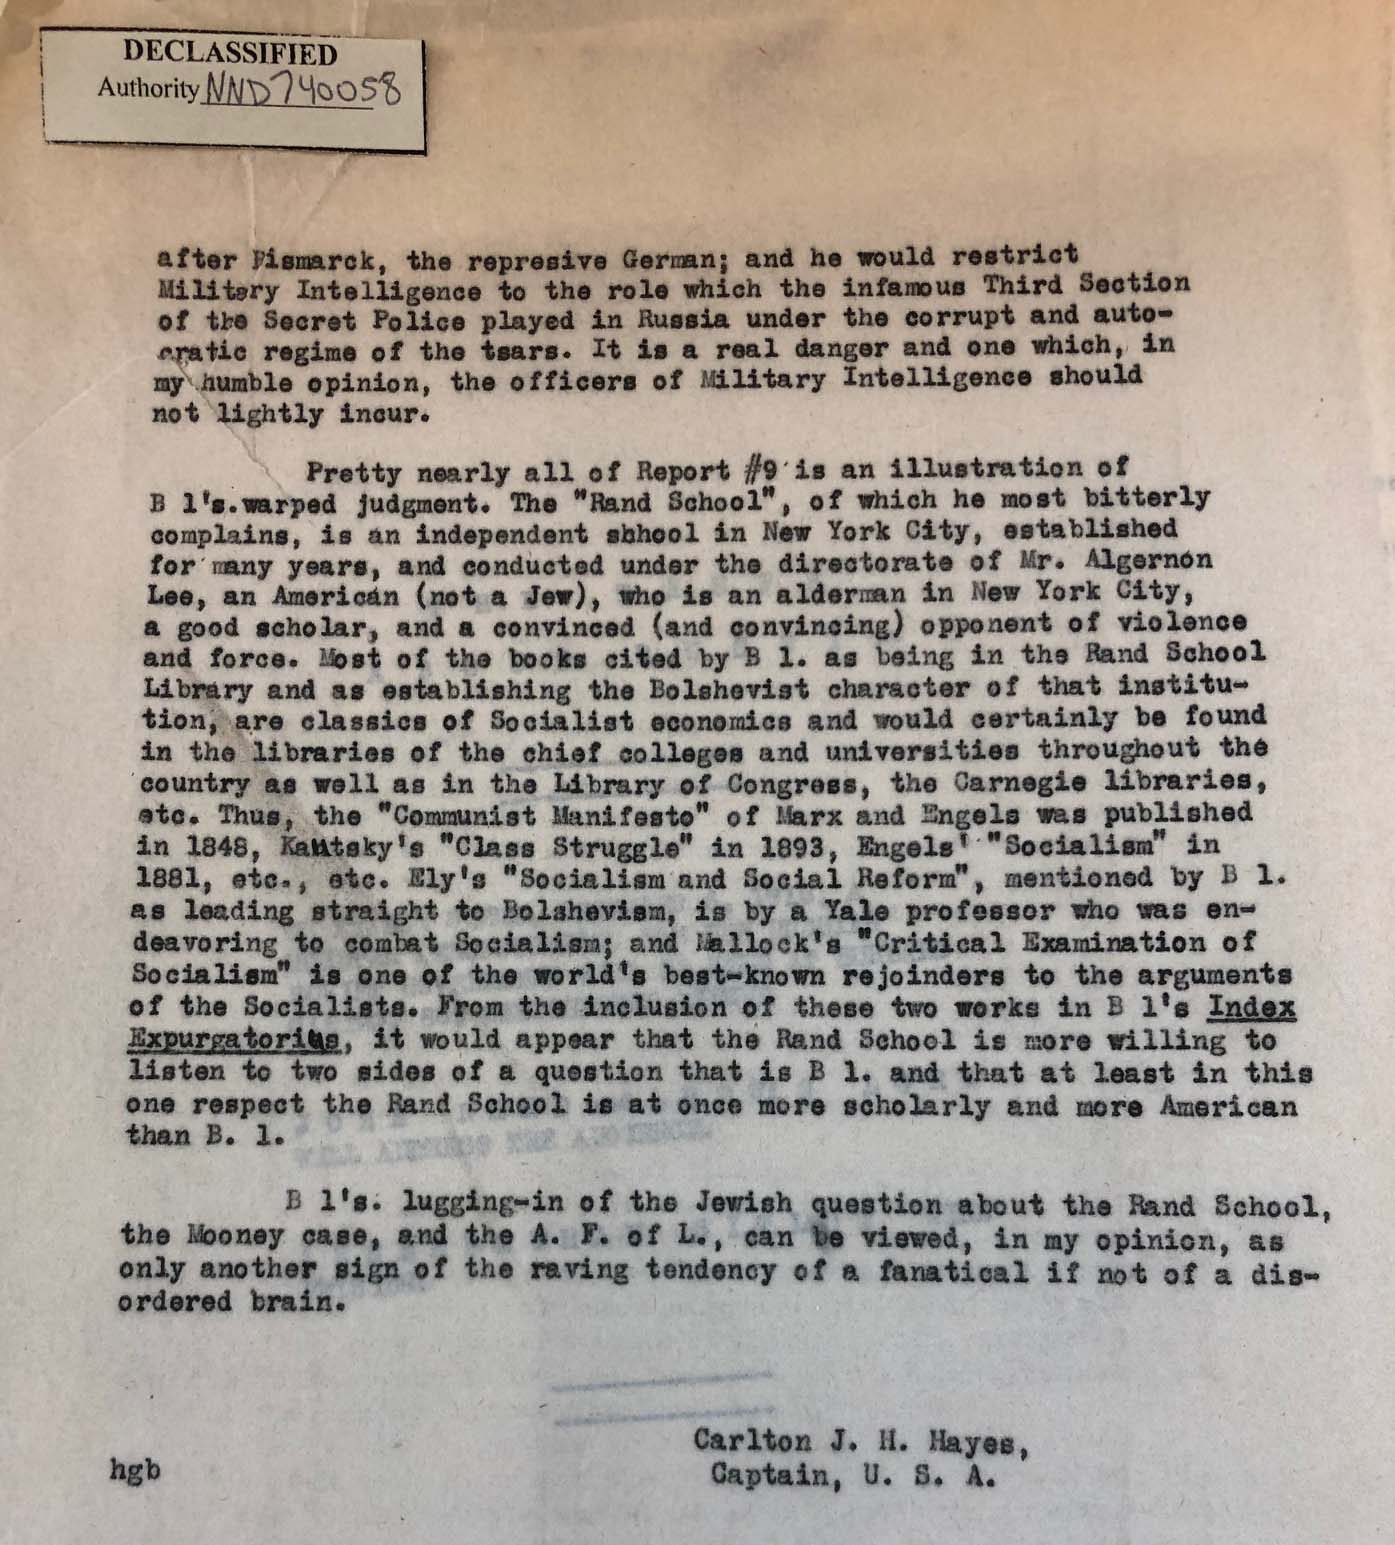 DECLASSIFIED
Authority NND740058
after Bismarck, the represive German; and he would restrict
Military Intelligence to the role which the infamous Third Section
of the Secret Police played in Russia under the corrupt and auto-
cratic regime of the tsars. It is a real danger and one which, in
my humble opinion, the officers of Military Intelligence should
not lightly incur.
Pretty nearly all of Report #9 is an illustration of
B 1's. warped judgment. The "Rand School", of which he most bitterly
complains, is an independent sbhool in New York City, established
for many years, and conducted under the directorate of Mr. Algernon
Lee, an American (not a Jew), who is an alderman in New York City,
a good scholar, and a convinced (and convincing) opponent of violence
and force. Most of the books cited by B 1. as being in the Rand School
Library and as establishing the Bolshevist character of that institu-
tion, are classics of Socialist economics and would certainly be found
in the libraries of the chief colleges and universities throughout the
country as well as in the Library of Congress, the Carnegie libraries,
etc. Thus, the "Communist Manifesto" of Marx and Engels was published
in 1848, Kautsky's "Class Struggle" in 1893, Engels' "Socialism" in
1881, etc., etc. Ely's "Socialism and Social Reform", mentioned by B 1.
as leading straight to Bolshevism, is by a Yale professor who was en-
deavoring to combat Socialism; and Mallock's "Critical Examination of
Socialism" is one of the world's best-known rejoinders to the arguments
of the Socialists. From the inclusion of these two works in B 1's Index
Expurgatorius, it would appear that the Rand School is more willing to
listen to two sides of a question that is B 1. and that at least in this
one respect the Rand School is at once more scholarly and more American
than B. 1.
B 1's. lugging-in of the Jewish question about the Rand School,
the Mooney case, and the A. F. of L., can be viewed, in my opinion, as
only another sign of the raving tendency of a fanatical if not of a dis-
ordered brain.
Carlton J. H. Hayes,
hgb
Captain, U. S. A.